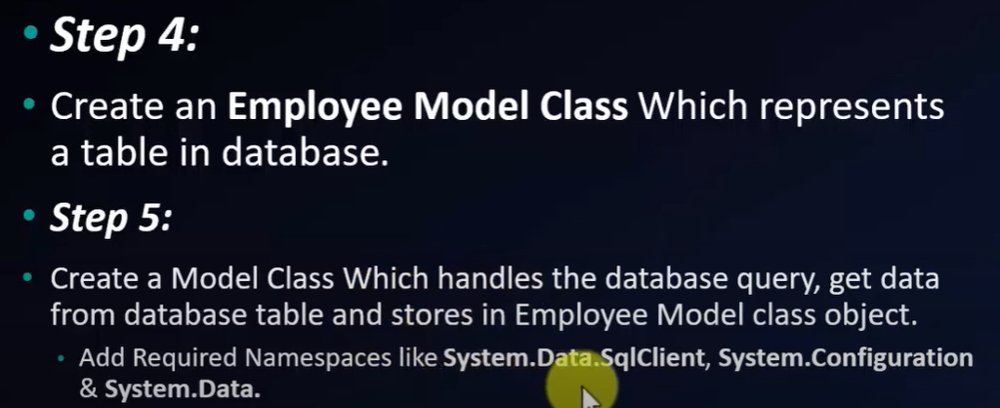 • Step 4:
• Create an Employee Model Class Which represents
a table in database.
• Step 5:
• Create a Model Class Which handles the database query, get data
from database table and stores in Employee Model class object.
• Add Required Namespaces like System.Data.SqlClient, System.Configuration
& System.Data.